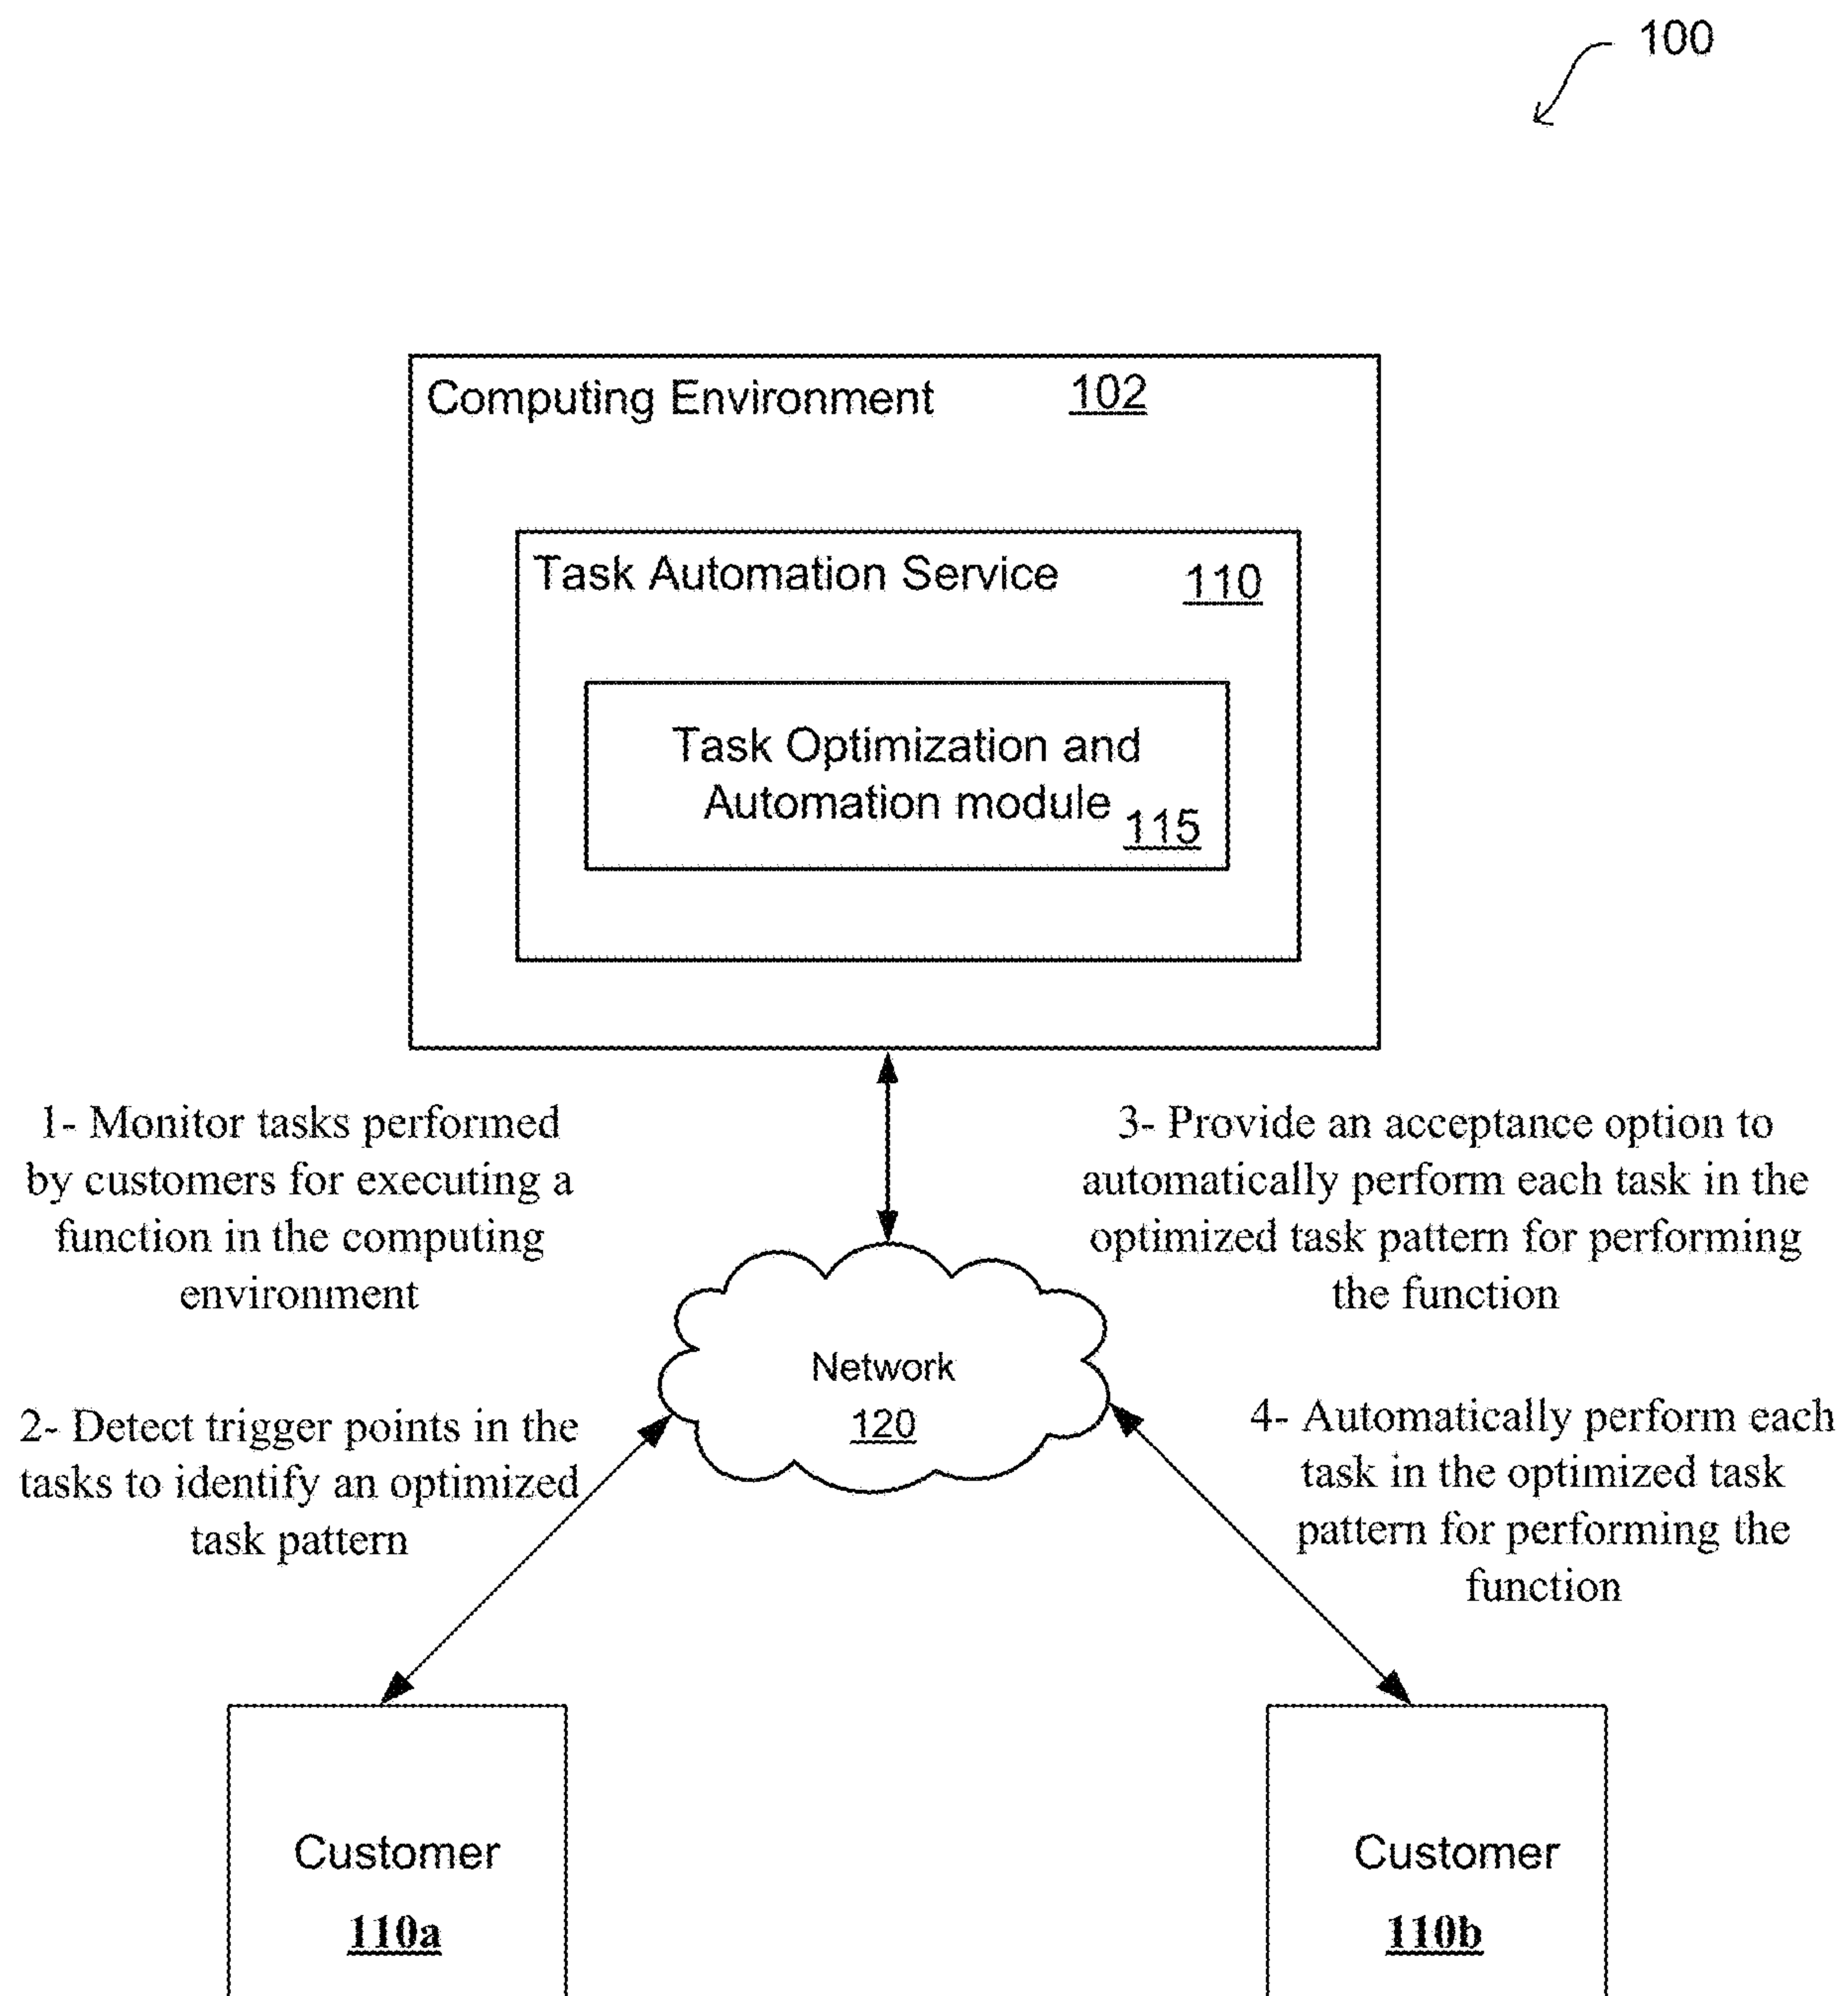 100
Computing Environment 102
Task Automation Service 110
Task Optimization and
Automation module 115
1- Monitor tasks performed
by customers for executing a
function in the computing
environment
3- Provide an acceptance option to
automatically perform each task in the
optimized task pattern for performing
the function
Network
120
2- Detect trigger points in the
tasks to identify an optimized
task pattern
4- Automatically perform each
task in the optimized task
pattern for performing the
function
Customer
110a
Customer
110b